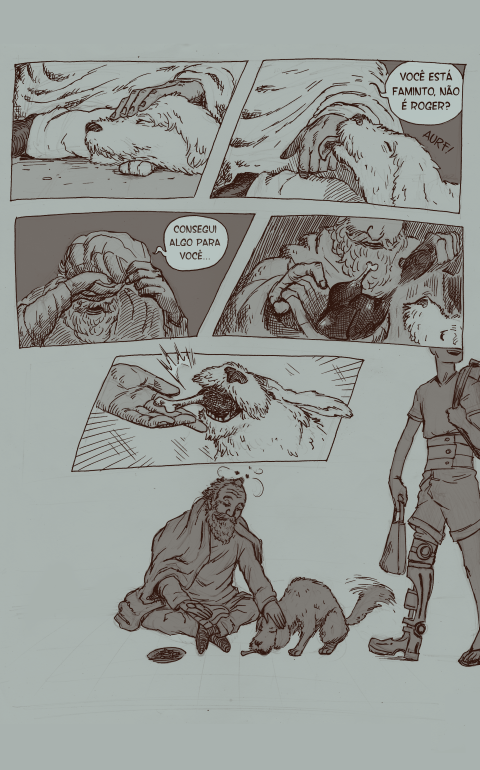 VOCÊ ESTÁ
FAMINTO, NÃO
É ROGER?
AURF!
CONSEGUI
ALGO PARA
VOCÊ...